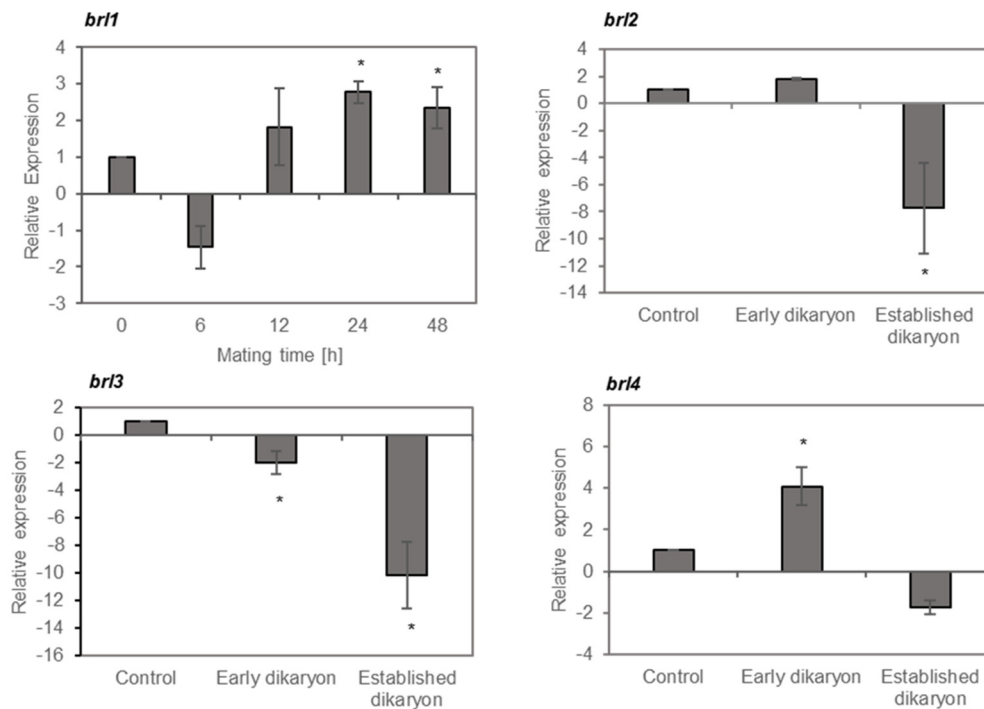 brl1
4
3
2
1
0
-1
-2
-3
Relative Expression
0 6 12 24 48
Mating time [h]
* *
brl2
4
2
0
-2
-4
-6
-8
-10
-12
-14
Relative expression
Control Early dikaryon Established
dikaryon
*
brl3
2
0
-2
-4
-6
-8
-10
-12
-14
-16
Relative expression
Control Early dikaryon Established
dikaryon
* *
brl4
8
6
4
2
0
-2
-4
Relative expression
Control Early dikaryon Established
dikaryon
*